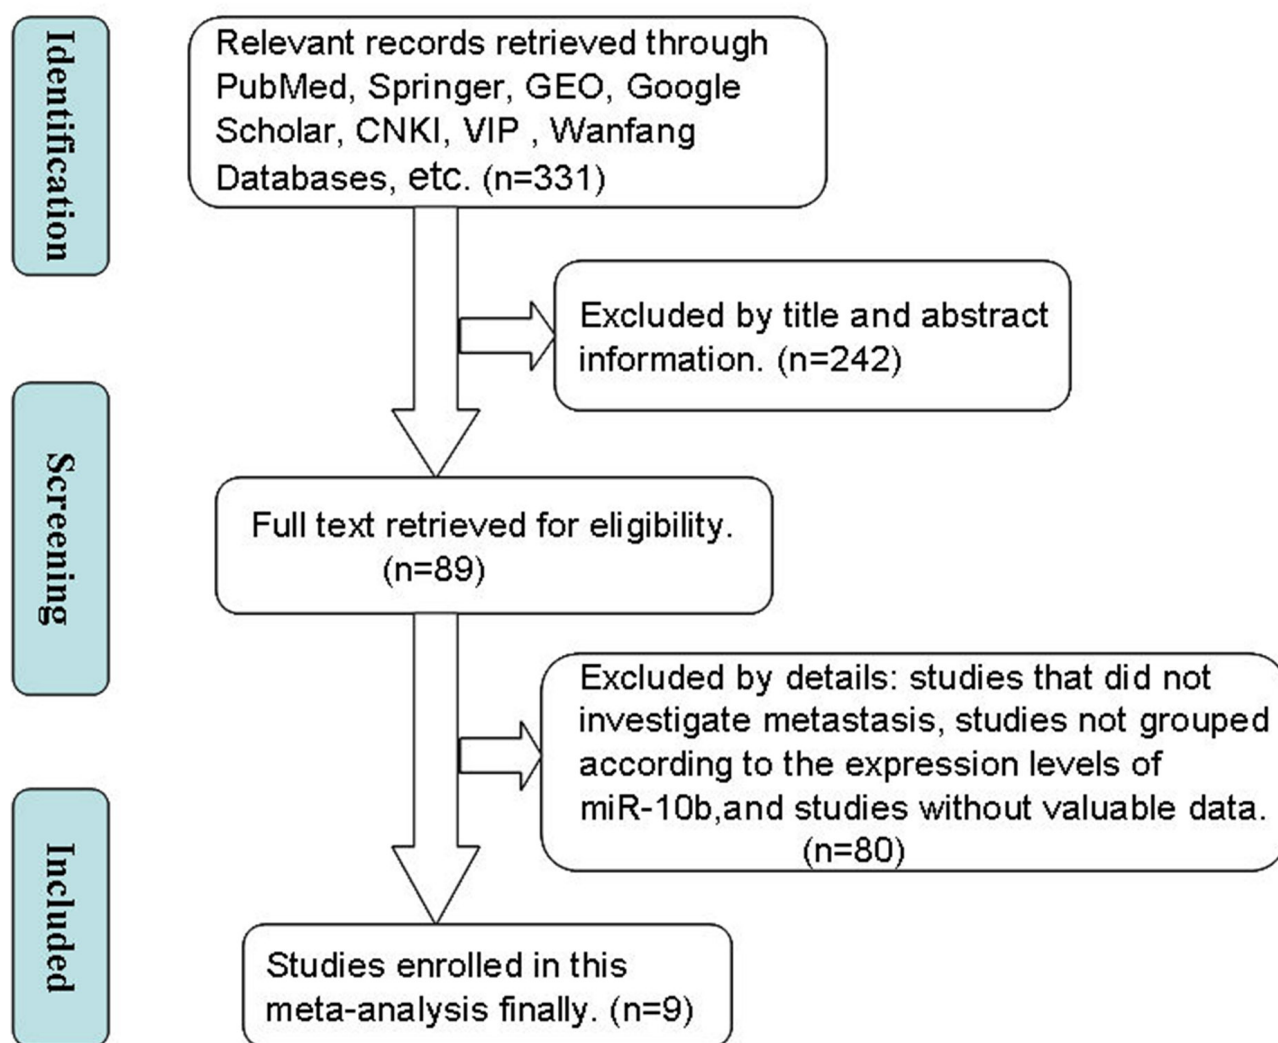 Identification
Relevant records retrieved through
PubMed, Springer, GEO, Google
Scholar, CNKI, VIP , Wanfang
Databases, etc. (n=331)
Excluded by title and abstract
information. (n=242)
Screening
Full text retrieved for eligibility.
(n=89)
Excluded by details: studies that did not
investigate metastasis, studies not grouped
according to the expression levels of
miR-10b,and studies without valuable data.
(n=80)
Included
Studies enrolled in this
meta-analysis finally. (n=9)